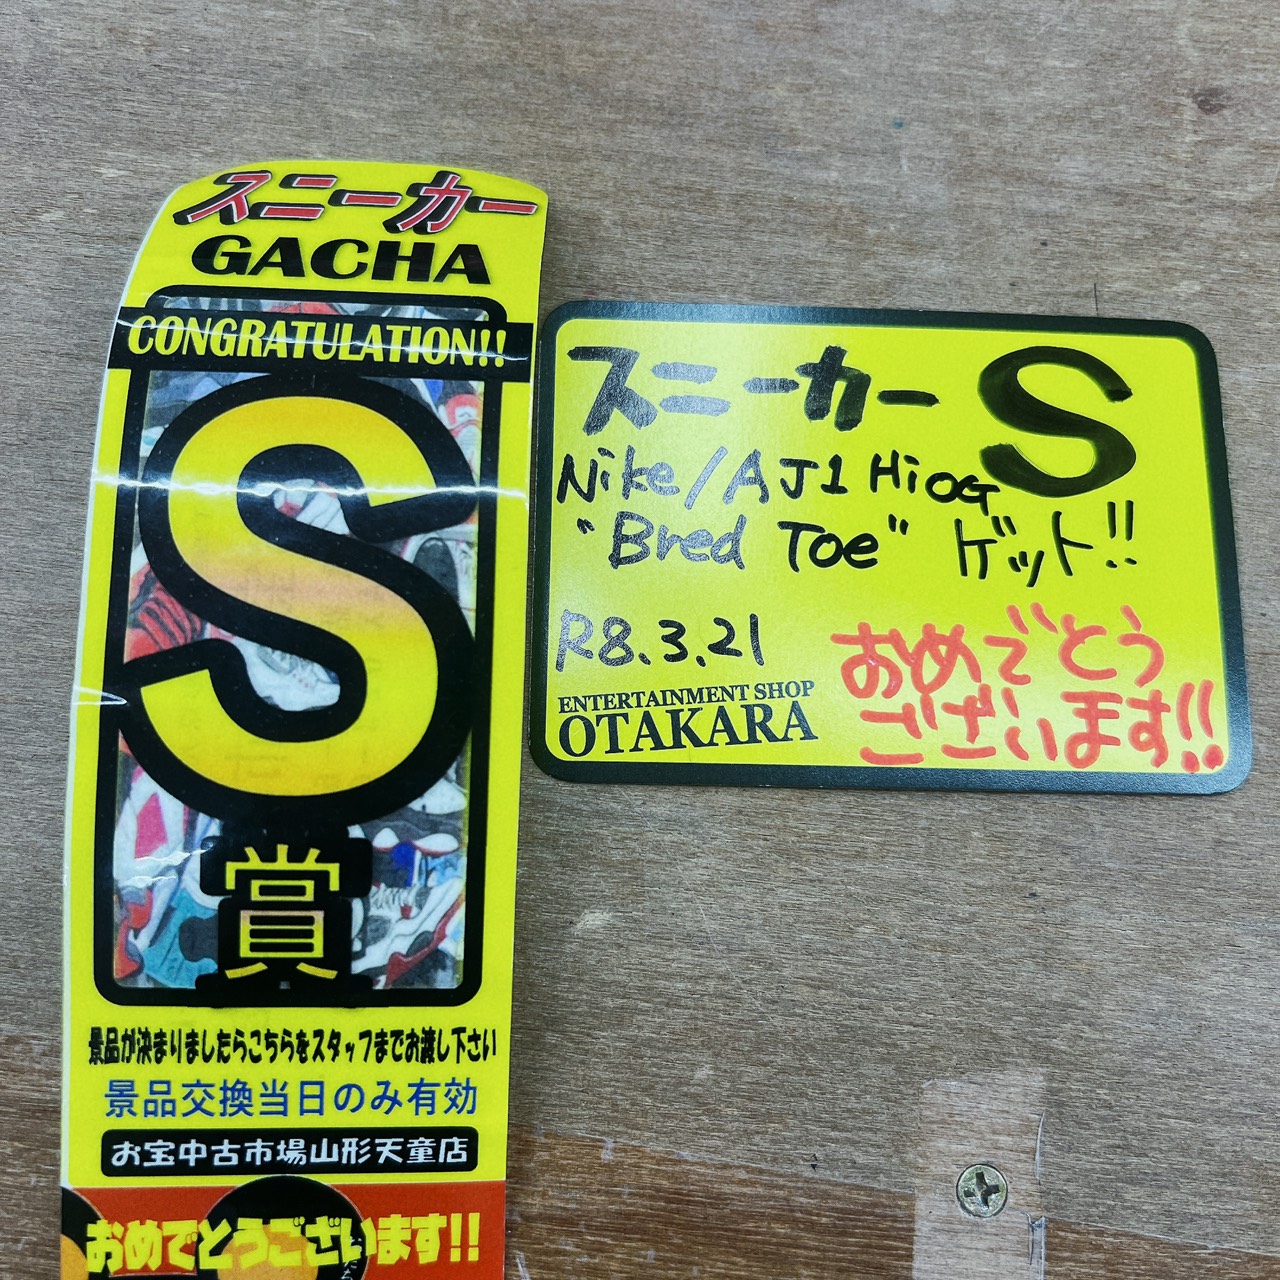 スニーカー
GACHA
CONGRATULATION!!
S
賞
景品が決まりましたらこちらをスタッフまでお渡し下さい
景品交換当日のみ有効
お宝中古市場山形天童店
おめでとうございます!!
スニーカー S
Nike/AJ1 Hi OG
"Bred Toe" ゲット!!
R8.3.21
ENTERTAINMENT SHOP
OTAKARA
おめでとう
ございます!!